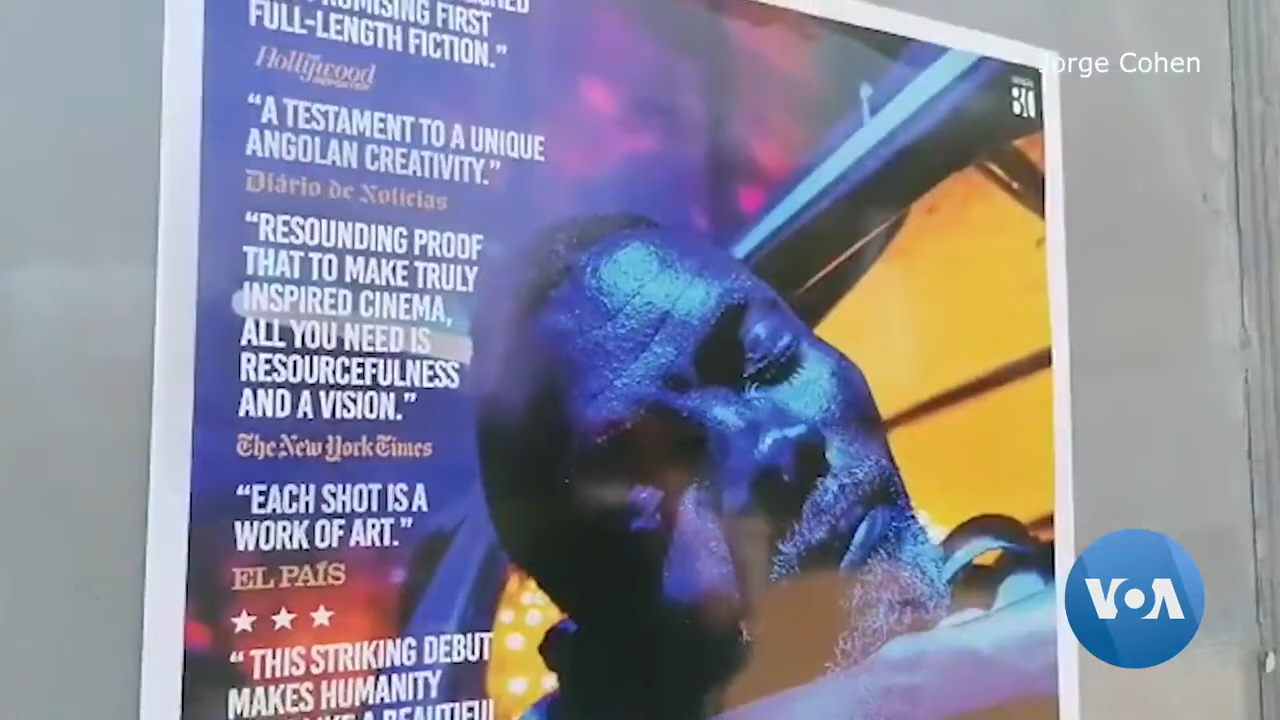 FULL-LENGTH FICTION.”
Hollywood
“A TESTAMENT TO A UNIQUE
ANGOLAN CREATIVITY.”
Diário de Notícias
“RESOUNDING PROOF
THAT TO MAKE TRULY
INSPIRED CINEMA,
ALL YOU NEED IS
RESOURCEFULNESS
AND A VISION.”
The New York Times
“EACH SHOT IS A
WORK OF ART.”
EL PAÍS
“THIS STRIKING DEBUT
MAKES HUMANITY
A BEAUTIFUL
Jorge Cohen
VOA